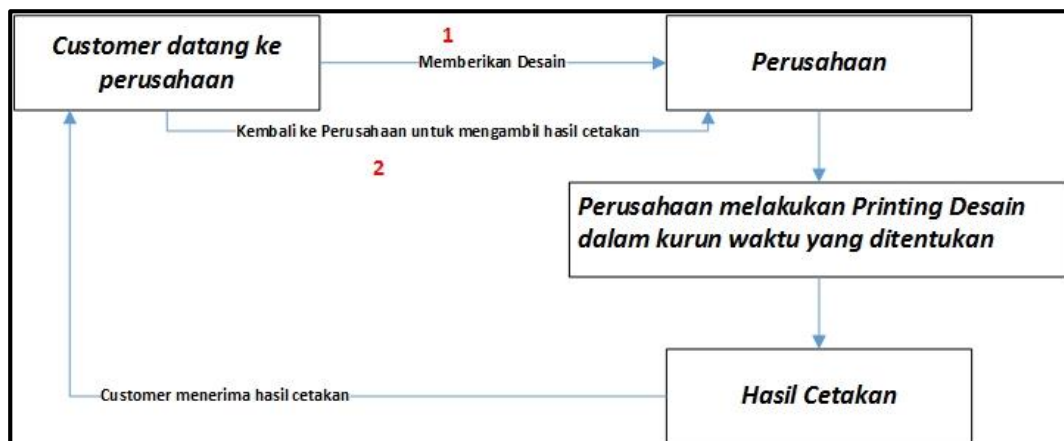 Customer datang ke
perusahaan
1
Memberikan Desain
Perusahaan
Kembali ke Perusahaan untuk mengambil hasil cetakan
2
Perusahaan melakukan Printing Desain
dalam kurun waktu yang ditentukan
Customer menerima hasil cetakan
Hasil Cetakan